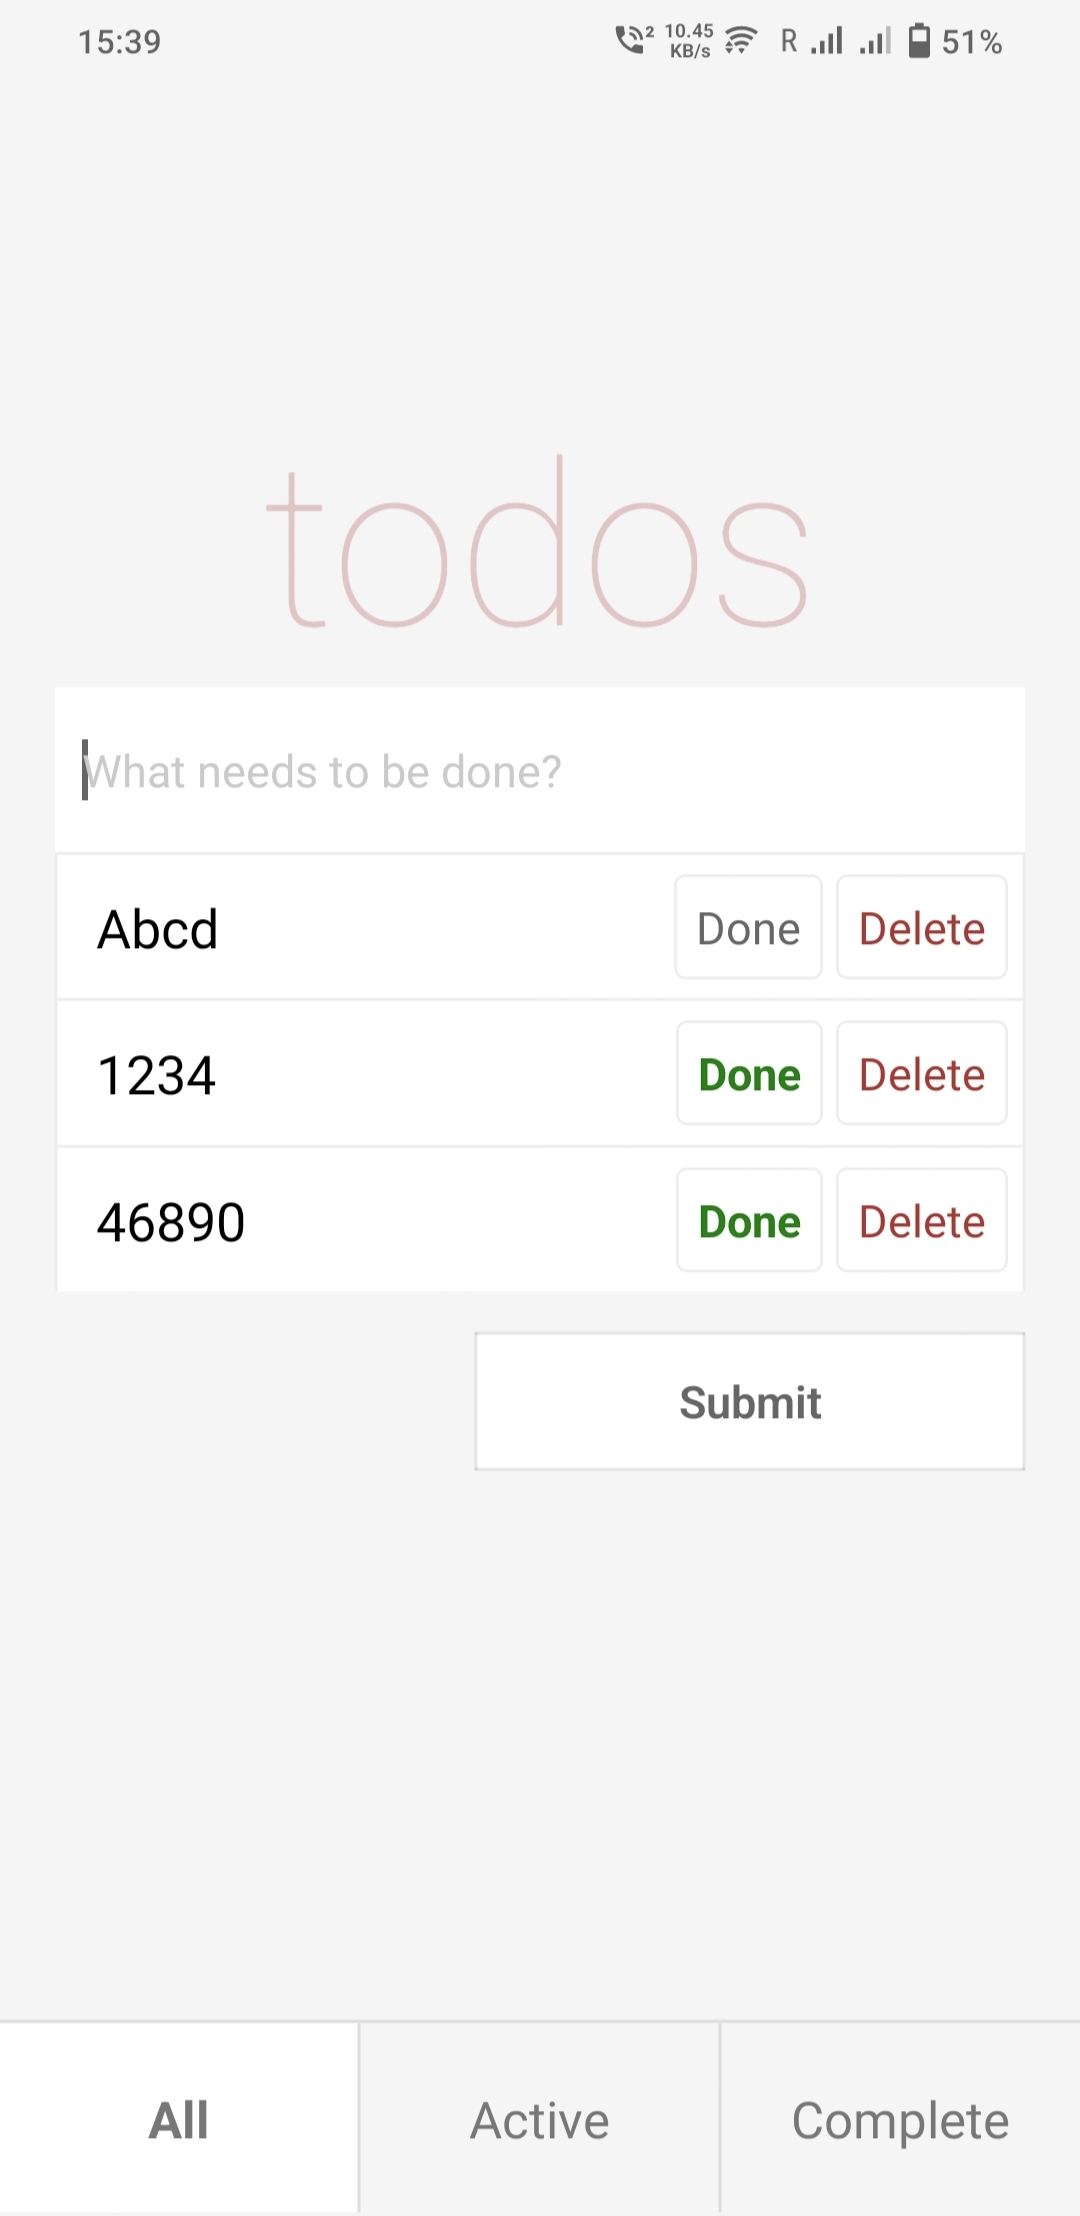 15:39 2 10.45 KB/s R 51%
todos
What needs to be done?
Abcd Done Delete
1234 Done Delete
46890 Done Delete
Submit
All Active Complete